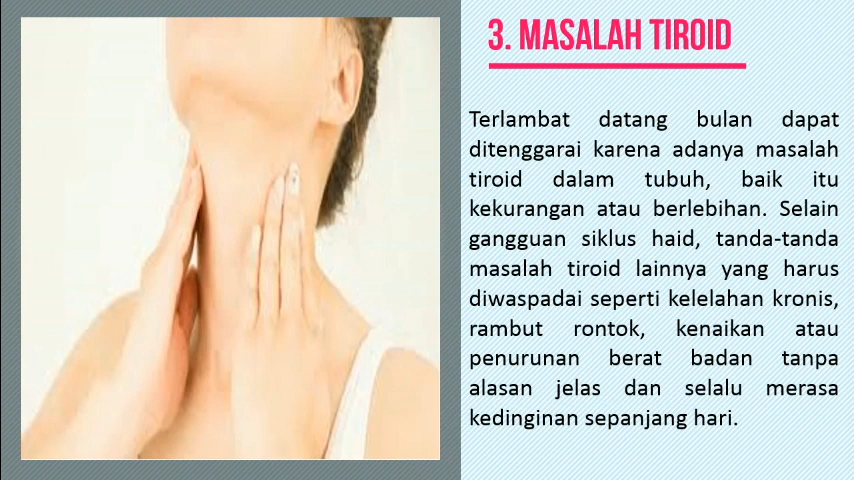 3. MASALAH TIROID
Terlambat datang bulan dapat
ditenggarai karena adanya masalah
tiroid dalam tubuh, baik itu
kekurangan atau berlebihan. Selain
gangguan siklus haid, tanda-tanda
masalah tiroid lainnya yang harus
diwaspadai seperti kelelahan kronis,
rambut rontok, kenaikan atau
penurunan berat badan tanpa
alasan jelas dan selalu merasa
kedinginan sepanjang hari.